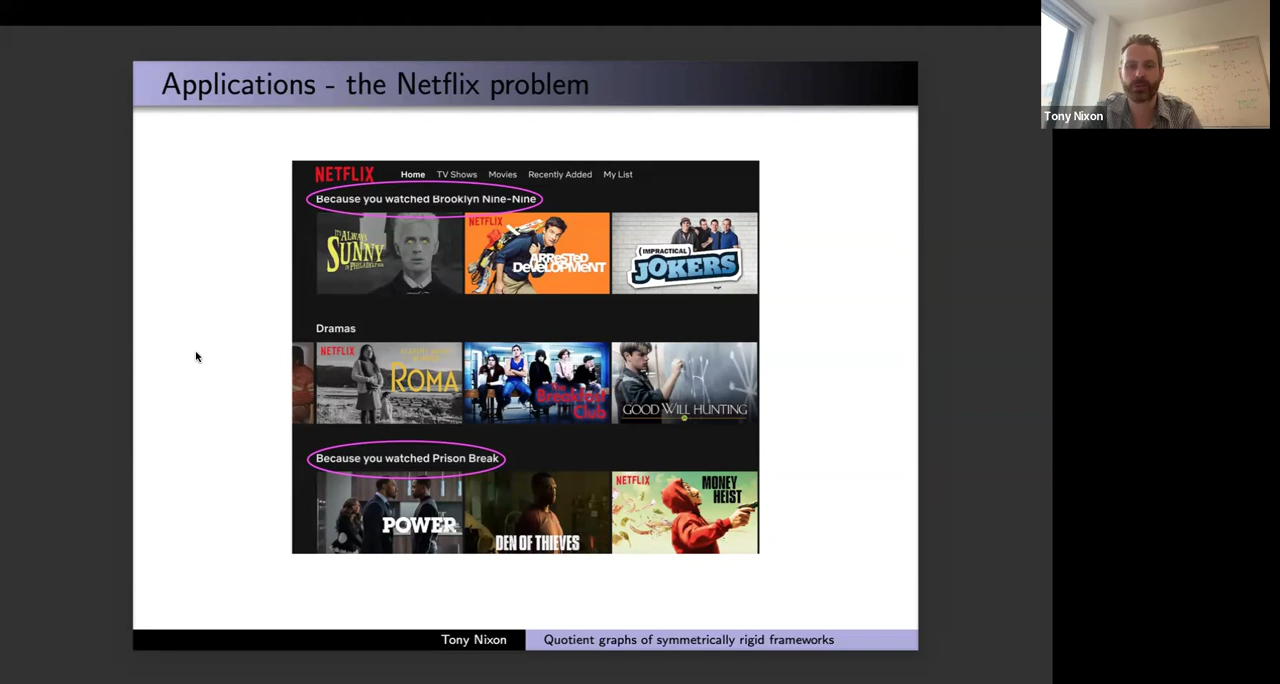 Applications - the Netflix problem
Tony Nixon
NETFLIX Home TV Shows Movies Recently Added My List
Because you watched Brooklyn Nine-Nine
IT'S ALWAYS
SUNNY
IN PHILADELPHIA
NETFLIX
ARRESTED
DEVELOPMENT
IMPRACTICAL
JOKERS
Dramas
NETFLIX
ROMA
The
Breakfast
Club
GOOD WILL HUNTING
Because you watched Prison Break
POWER
DEN OF THIEVES
NETFLIX
MONEY
HEIST
Tony Nixon Quotient graphs of symmetrically rigid frameworks